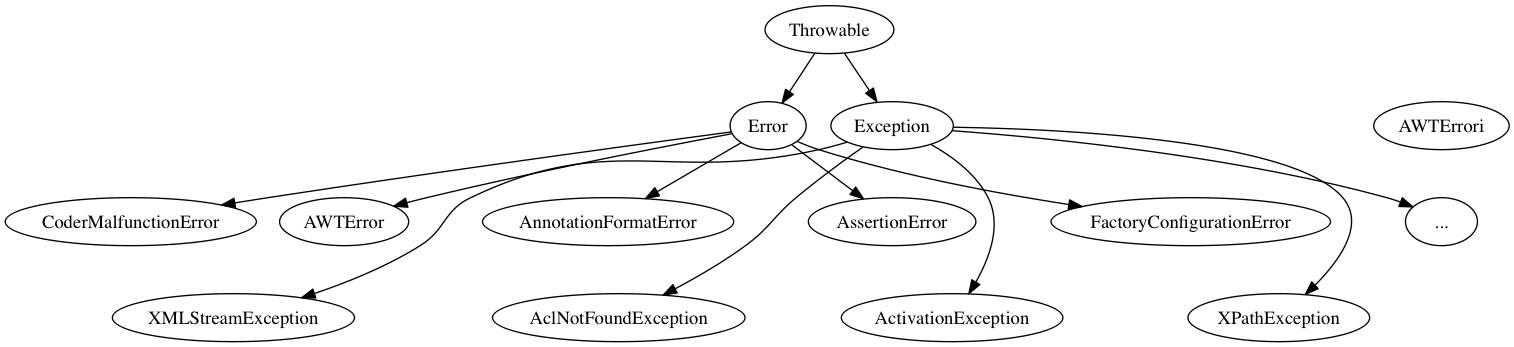 Throwable
Error
Exception
AWTErrori
CoderMalfunctionError
AWTError
AnnotationFormatError
AssertionError
FactoryConfigurationError
...
XMLStreamException
AclNotFoundException
ActivationException
XPathException